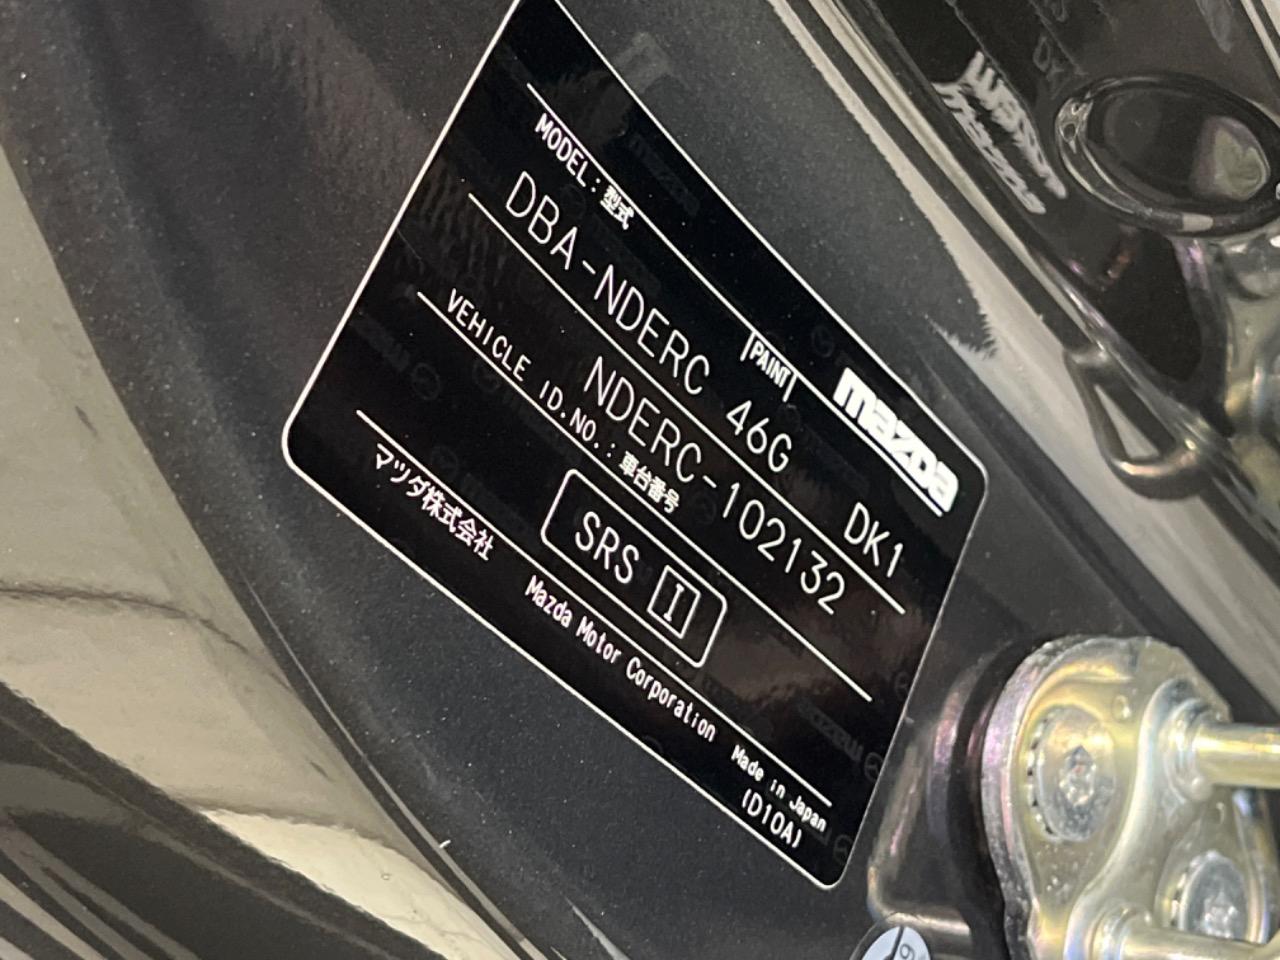 mazda
MODEL:型式
PAINT
DBA-NDERC 46G DK1
NDERC-102132
VEHICLE ID.NO.:車台番号
SRS I
マツダ株式会社 Mazda Motor Corporation Made in Japan
(D10A)